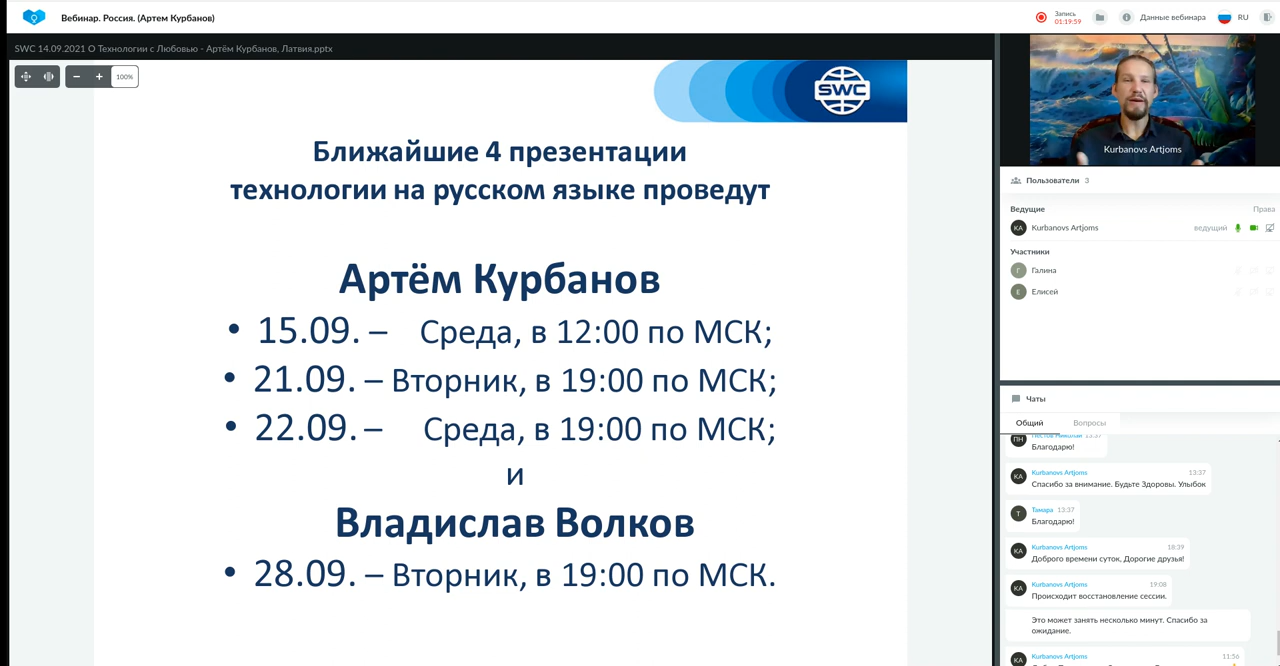 Вебинар. Россия. (Артем Курбанов)
Запись
01:19:59
Данные вебинара
RU
SWC 14.09.2021 О Технологии с Любовью - Артём Курбанов, Латвия.pptx
100%
SWC
Ближайшие 4 презентации
технологии на русском языке проведут
Артём Курбанов
• 15.09. – Среда, в 12:00 по МСК;
• 21.09. – Вторник, в 19:00 по МСК;
• 22.09. – Среда, в 19:00 по МСК;
и
Владислав Волков
• 28.09. – Вторник, в 19:00 по МСК.
Kurbanovs Artjoms
Пользователи 3
Ведущие Права
KA Kurbanovs Artjoms ведущий
Участники
Г Галина
Е Елисей
Чаты
Общий Вопросы
ПН 13:37
Благодарю!
KA Kurbanovs Artjoms 13:37
Спасибо за внимание. Будьте Здоровы. Улыбок
Т Тамара 13:37
Благодарю!
KA Kurbanovs Artjoms 18:39
Доброго времени суток, Дорогие друзья!
KA Kurbanovs Artjoms 19:08
Происходит восстановление сессии.
Это может занять несколько минут. Спасибо за
ожидание.
KA Kurbanovs Artjoms 11:56